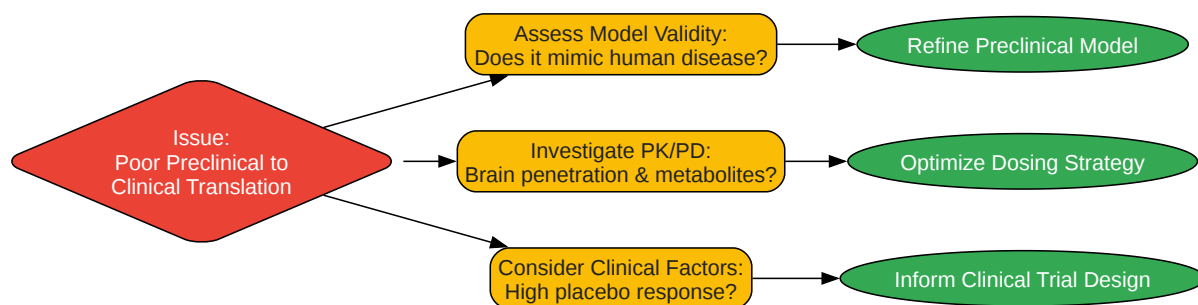 Issue:
Poor Preclinical to
Clinical Translation
Assess Model Validity:
Does it mimic human disease?
Refine Preclinical Model
Investigate PK/PD:
Brain penetration & metabolites?
Optimize Dosing Strategy
Consider Clinical Factors:
High placebo response?
Inform Clinical Trial Design